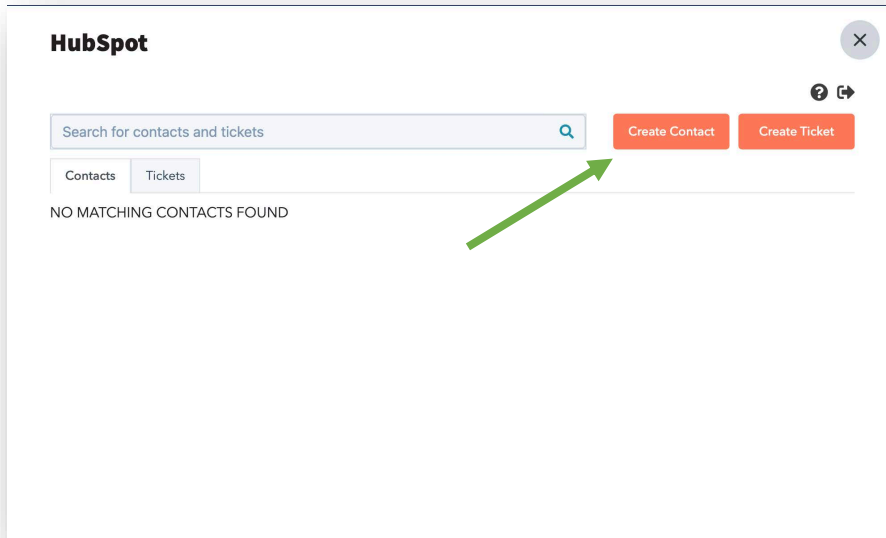 HubSpot
Search for contacts and tickets
Create Contact
Create Ticket
Contacts
Tickets
NO MATCHING CONTACTS FOUND